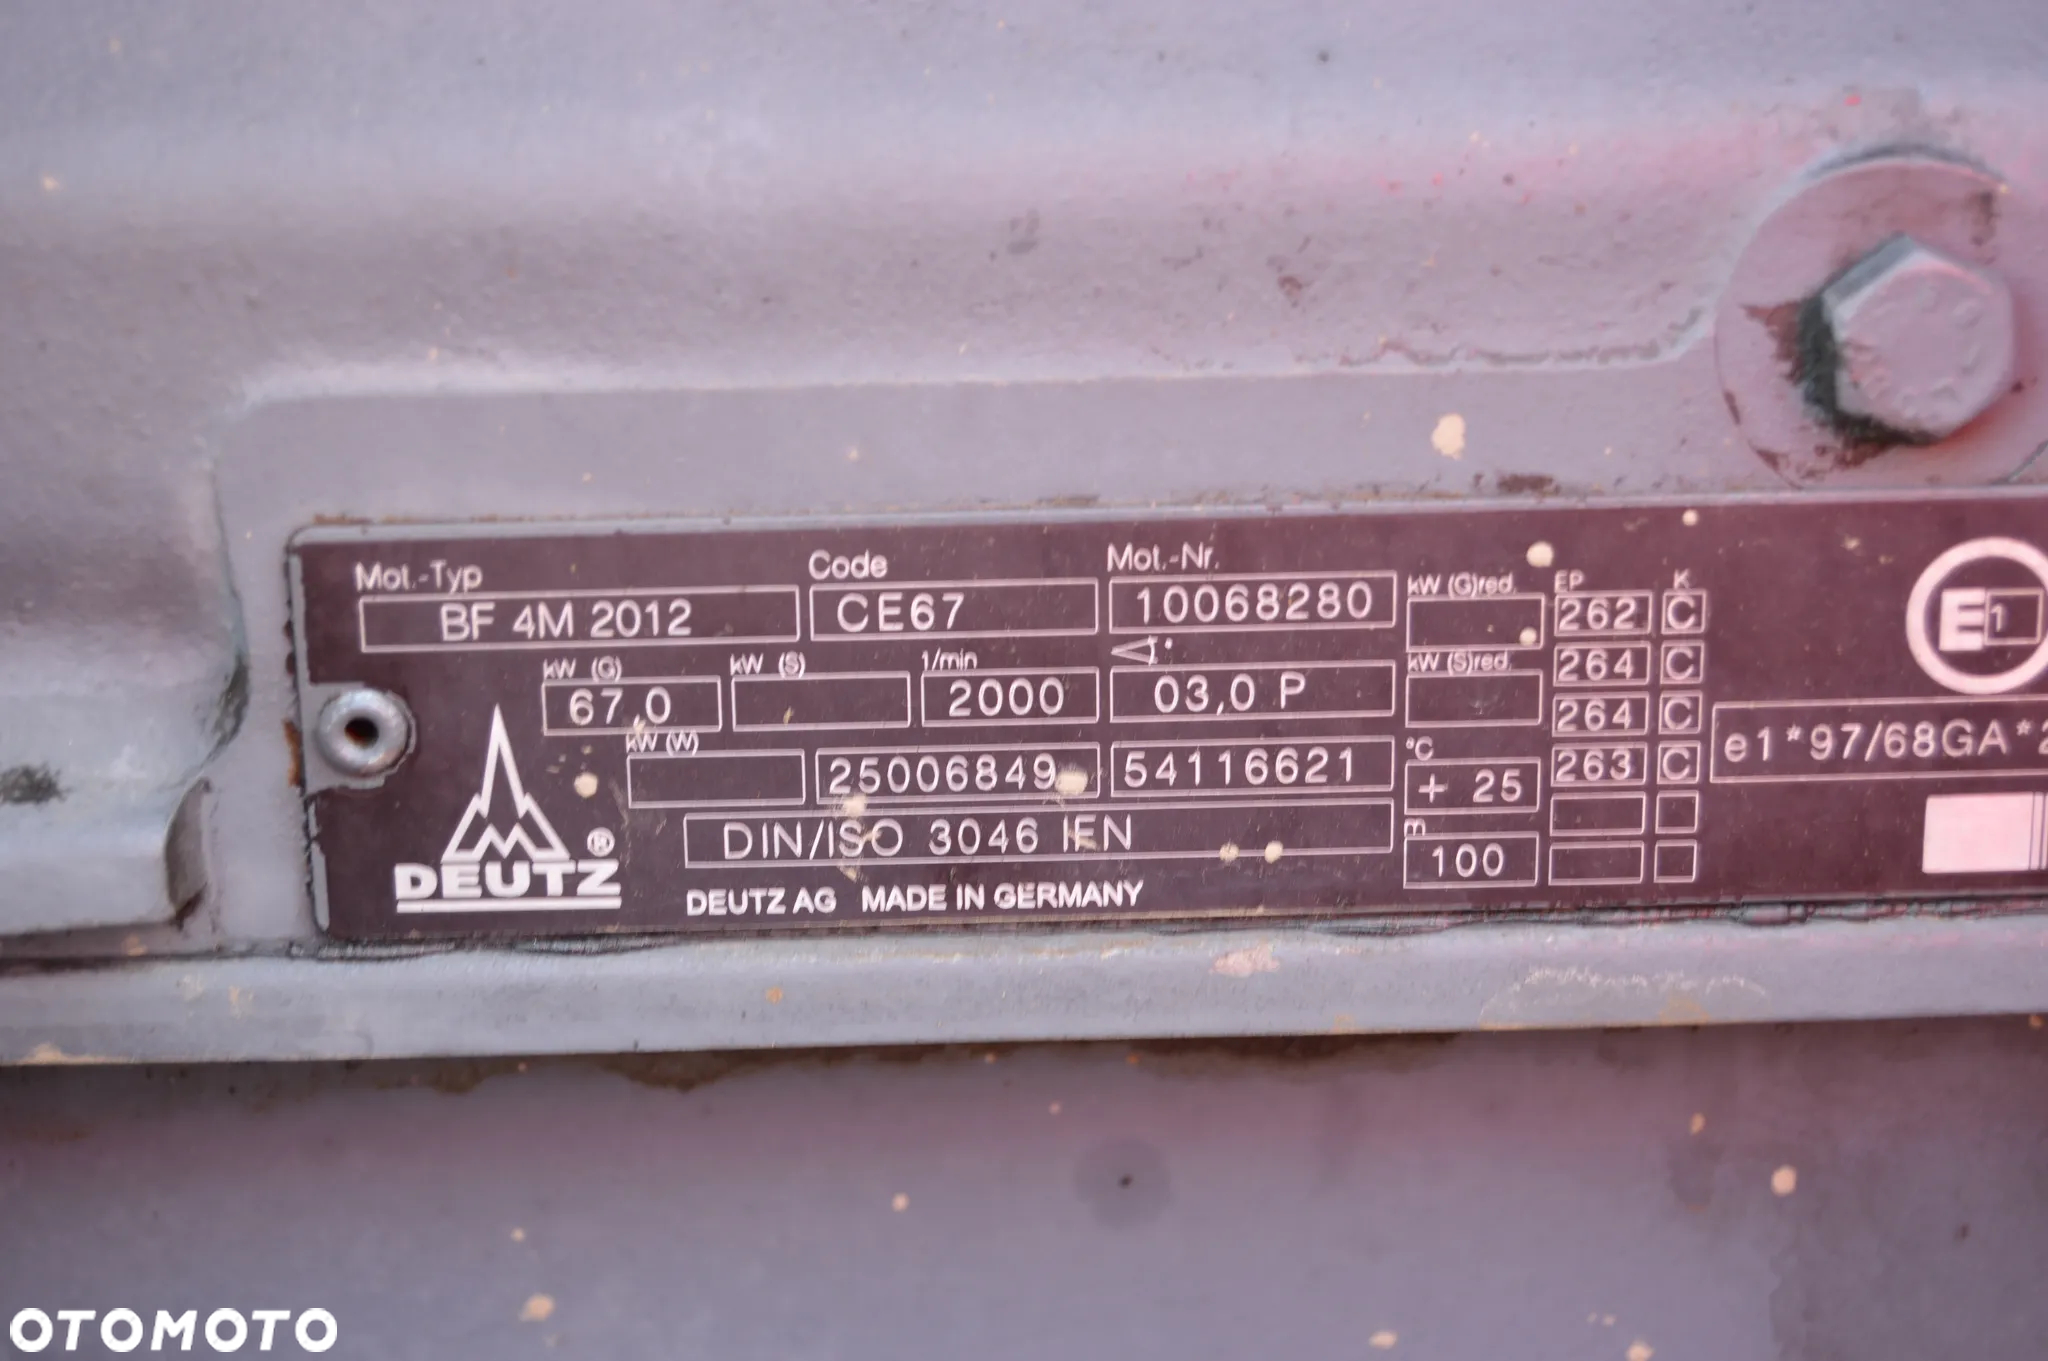 Mot.-Typ Code Mot.-Nr. kW (G)red. EP K
BF 4M 2012 CE67 10068280 262 C
kW (G) kW (S) 1/min kW (S)red. 264 C
67,0 2000 03,0 P 264 C
kW (W) °C 263 C e1*97/68GA*2
25006849 54116621 + 25
DIN/ISO 3046 IFN m
100
E 1
DEUTZ ®
DEUTZ AG MADE IN GERMANY
OTOMOTO